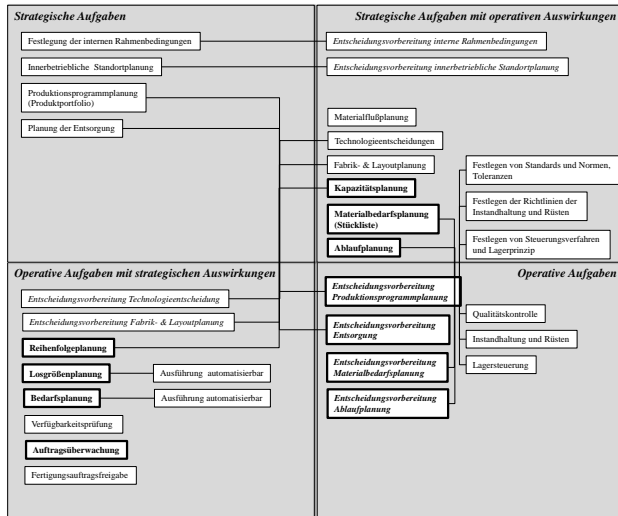 Strategische Aufgaben
Festlegung der internen Rahmenbedingungen
Innerbetriebliche Standortplanung
Produktionsprogrammplanung
(Produktportfolio)
Planung der Entsorgung
Strategische Aufgaben mit operativen Auswirkungen
Entscheidungsvorbereitung interne Rahmenbedingungen
Entscheidungsvorbereitung innerbetriebliche Standortplanung
Materialflußplanung
Technologieentscheidungen
Fabrik- & Layoutplanung
Kapazitätsplanung
Materialbedarfsplanung
(Stückliste)
Ablaufplanung
Festlegen von Standards und Normen,
Toleranzen
Festlegen der Richtlinien der
Instandhaltung und Rüsten
Festlegen von Steuerungsverfahren
und Lagerprinzip
Operative Aufgaben mit strategischen Auswirkungen
Entscheidungsvorbereitung Technologieentscheidung
Entscheidungsvorbereitung Fabrik- & Layoutplanung
Reihenfolgeplanung
Losgrößenplanung
Ausführung automatisierbar
Bedarfsplanung
Ausführung automatisierbar
Verfügbarkeitsprüfung
Auftragsüberwachung
Fertigungsauftragsfreigabe
Operative Aufgaben
Entscheidungsvorbereitung
Produktionsprogrammplanung
Entscheidungsvorbereitung
Entsorgung
Entscheidungsvorbereitung
Materialbedarfsplanung
Entscheidungsvorbereitung
Ablaufplanung
Qualitätskontrolle
Instandhaltung und Rüsten
Lagersteuerung